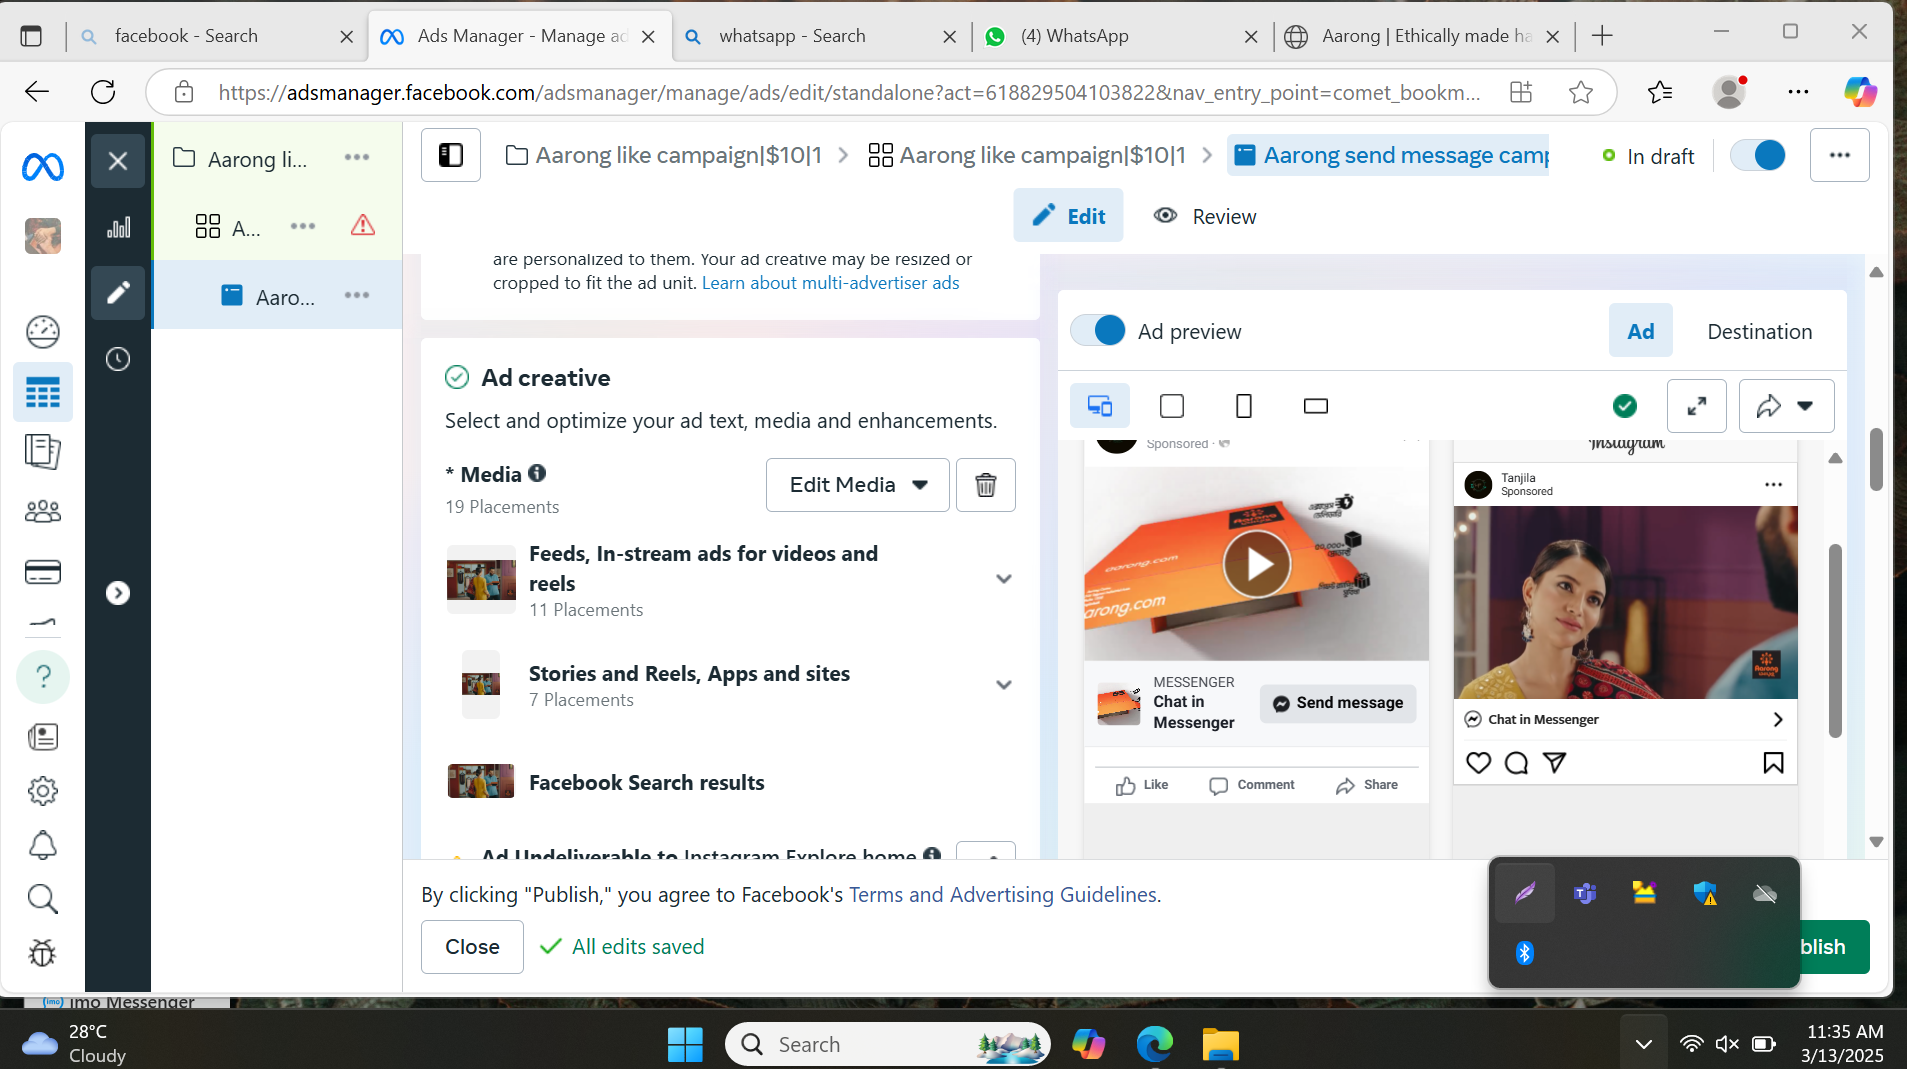 facebook - Search
Ads Manager - Manage ad
whatsapp - Search
(4) WhatsApp
Aarong | Ethically made ha
https://adsmanager.facebook.com/adsmanager/manage/ads/edit/standalone?act=618829504103822&nav_entry_point=comet_bookm...
Aarong li...
A...
Aaro...
Aarong like campaign|$10|1
Aarong like campaign|$10|1
Aarong send message camp
In draft
Edit
Review
are personalized to them. Your ad creative may be resized or
cropped to fit the ad unit. Learn about multi-advertiser ads
Ad creative
Select and optimize your ad text, media and enhancements.
* Media
19 Placements
Edit Media
Feeds, In-stream ads for videos and
reels
11 Placements
Stories and Reels, Apps and sites
7 Placements
Facebook Search results
Ad Undeliverable to Instagram Explore home
Ad preview
Ad
Destination
Sponsored
aarong.com
arong.com
MESSENGER
Chat in
Messenger
Send message
Like
Comment
Share
Instagram
Tanjila
Sponsored
Aarong
Chat in Messenger
By clicking "Publish," you agree to Facebook's Terms and Advertising Guidelines.
Close
All edits saved
blish
imo Messenger
28°C
Cloudy
Search
11:35 AM
3/13/2025